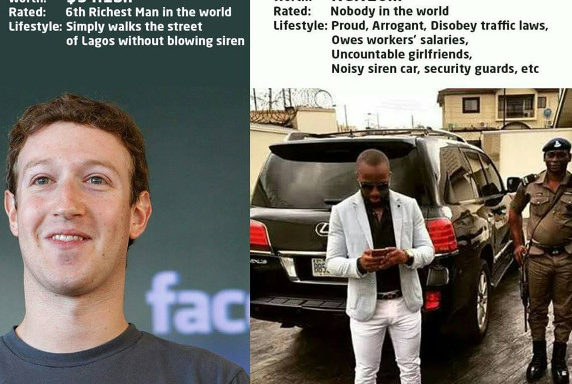 Rated: 6th Richest Man in the world
Lifestyle: Simply walks the street
of Lagos without blowing siren
Rated: Nobody in the world
Lifestyle: Proud, Arrogant, Disobey traffic laws,
Owes workers' salaries,
Uncountable girlfriends,
Noisy siren car, security guards, etc
fac